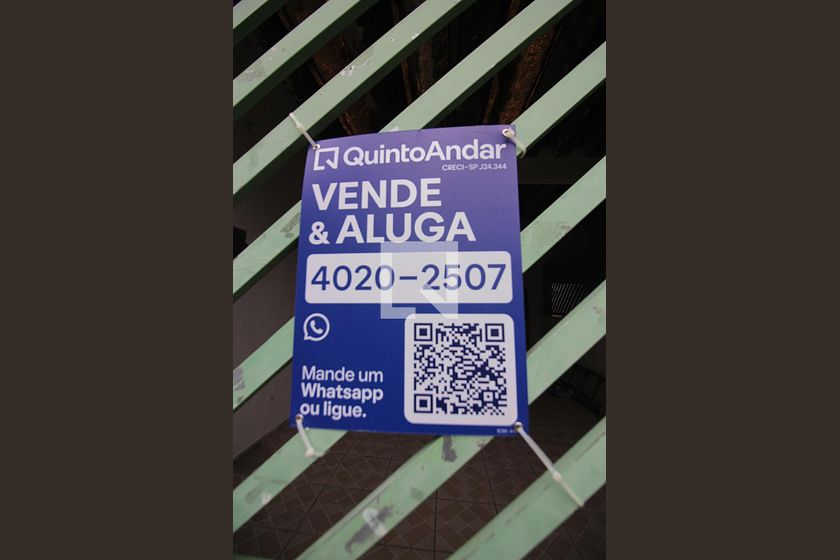 QuintoAndar
CRECI-SP J24.344
VENDE
& ALUGA
4020-2507
Mande um
Whatsapp
ou ligue.